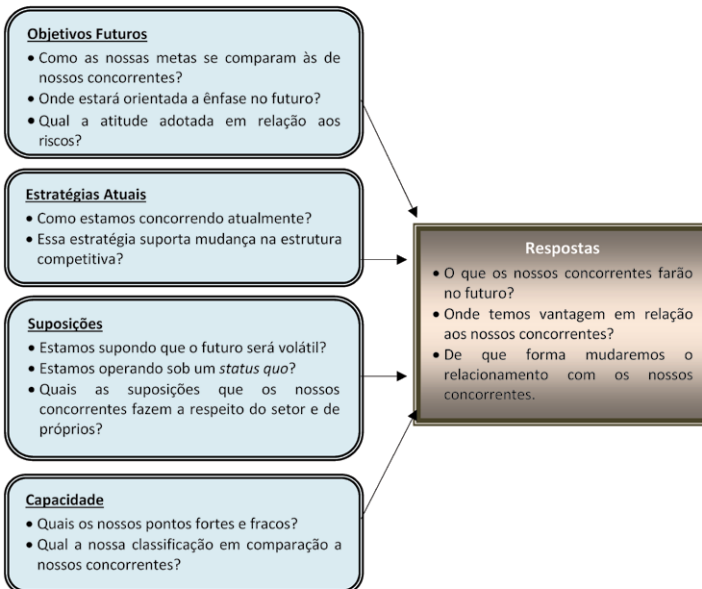 Objetivos Futuros
• Como as nossas metas se comparam às de
nossos concorrentes?
• Onde estará orientada a ênfase no futuro?
• Qual a atitude adotada em relação aos
riscos?
Estratégias Atuais
• Como estamos concorrendo atualmente?
• Essa estratégia suporta mudança na estrutura
competitiva?
Suposições
• Estamos supondo que o futuro será volátil?
• Estamos operando sob um status quo?
• Quais as suposições que os nossos
concorrentes fazem a respeito do setor e de
próprios?
Capacidade
• Quais os nossos pontos fortes e fracos?
• Qual a nossa classificação em comparação a
nossos concorrentes?
Respostas
• O que os nossos concorrentes farão
no futuro?
• Onde temos vantagem em relação
aos nossos concorrentes?
• De que forma mudaremos o
relacionamento com os nossos
concorrentes.